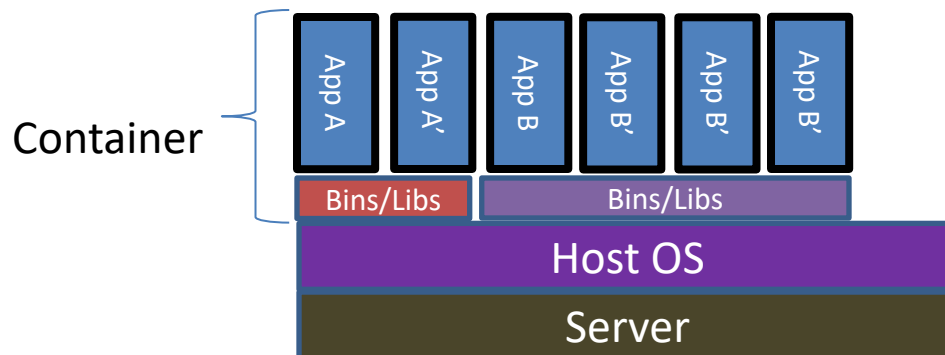 Container
App A
App A’
App B
App B’
App B’
App B’
Bins/Libs
Bins/Libs
Host OS
Server